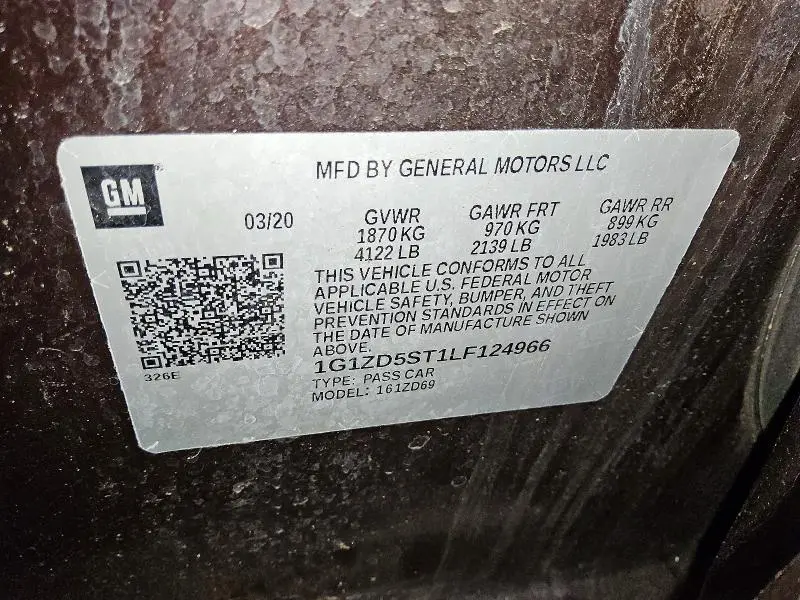 GM
MFD BY GENERAL MOTORS LLC
03/20
GVWR
1870 KG
4122 LB
GAWR FRT
970 KG
2139 LB
GAWR RR
899 KG
1983 LB
THIS VEHICLE CONFORMS TO ALL
APPLICABLE U.S. FEDERAL MOTOR
VEHICLE SAFETY, BUMPER, AND THEFT
PREVENTION STANDARDS IN EFFECT ON
THE DATE OF MANUFACTURE SHOWN
ABOVE.
1G1ZD5ST1LF124966
TYPE: PASS CAR
MODEL: 161ZD69
326E